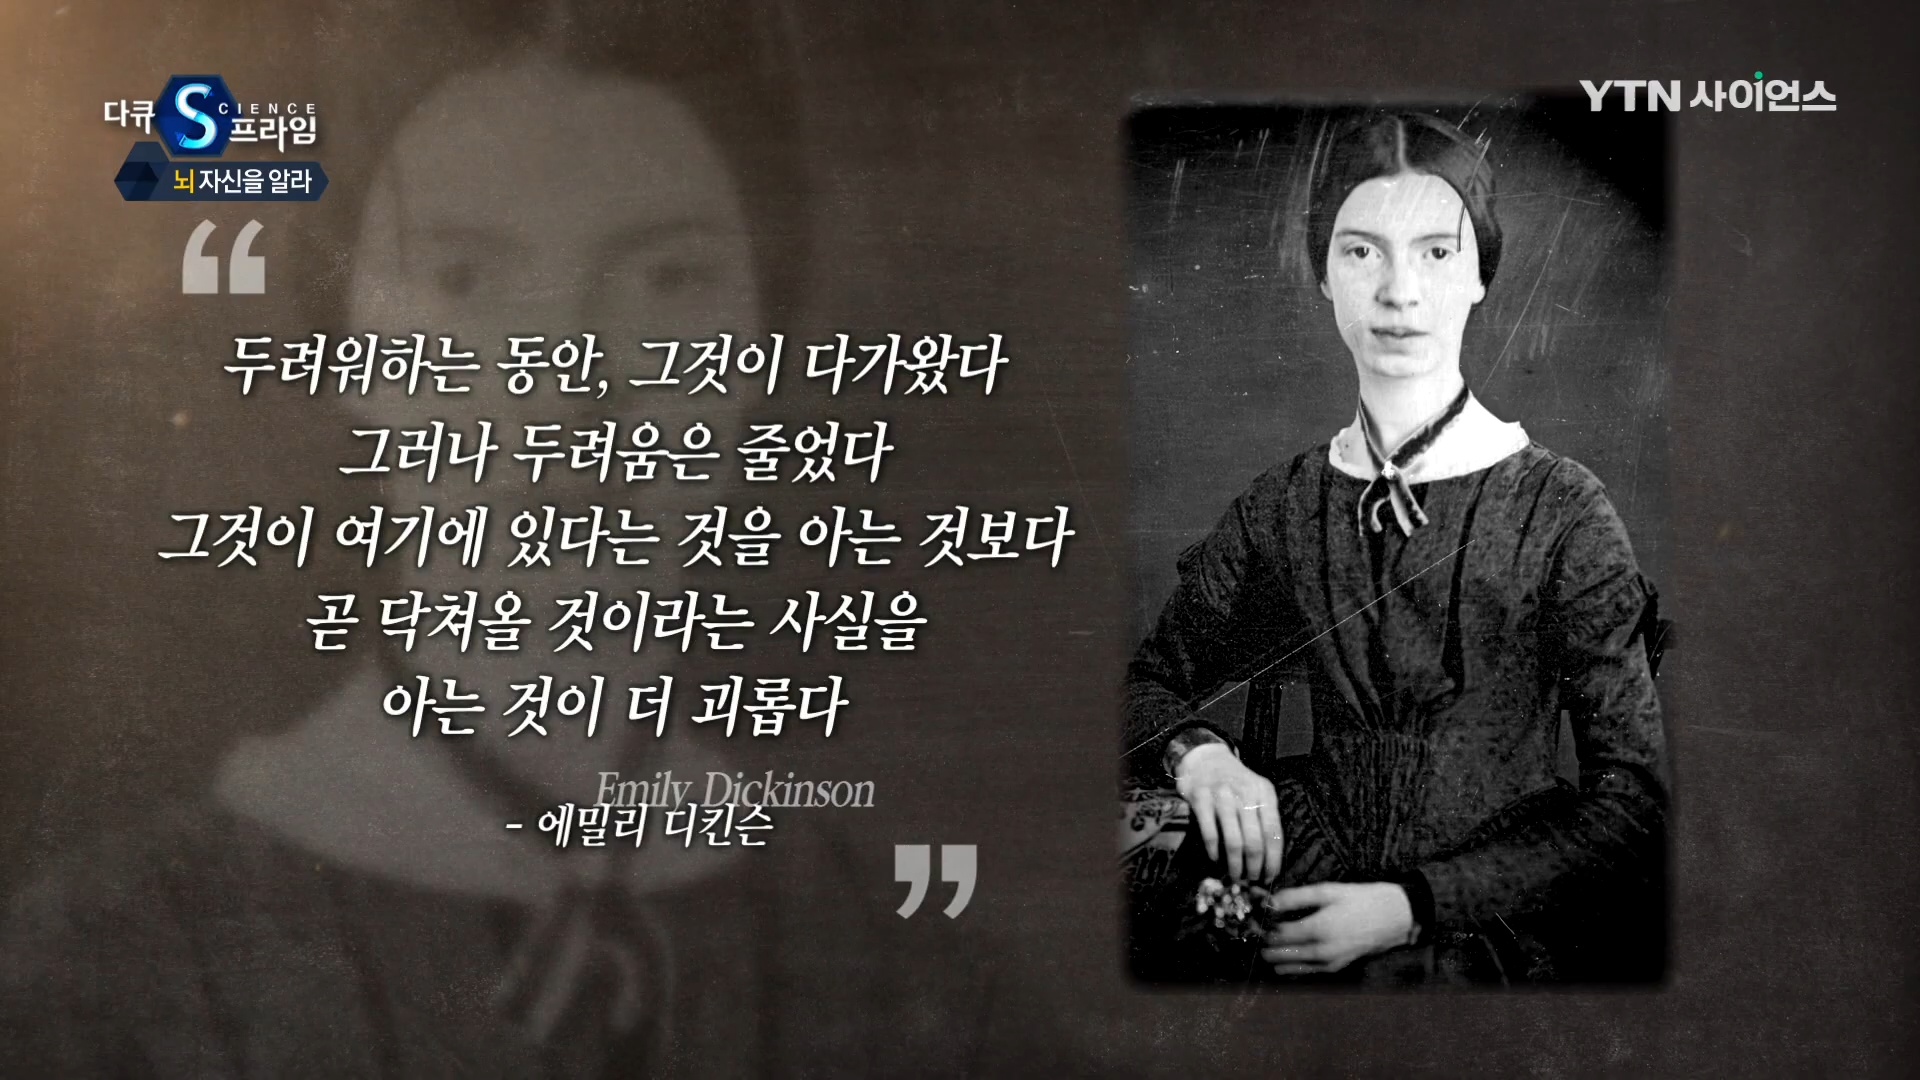 다큐 S CIENCE 프라임
YTN 사이언스
뇌 자신을 알라
“
두려워하는 동안, 그것이 다가왔다
그러나 두려움은 줄었다
그것이 여기에 있다는 것을 아는 것보다
곧 닥쳐올 것이라는 사실을
아는 것이 더 괴롭다
Emily Dickinson
- 에밀리 디킨슨
”